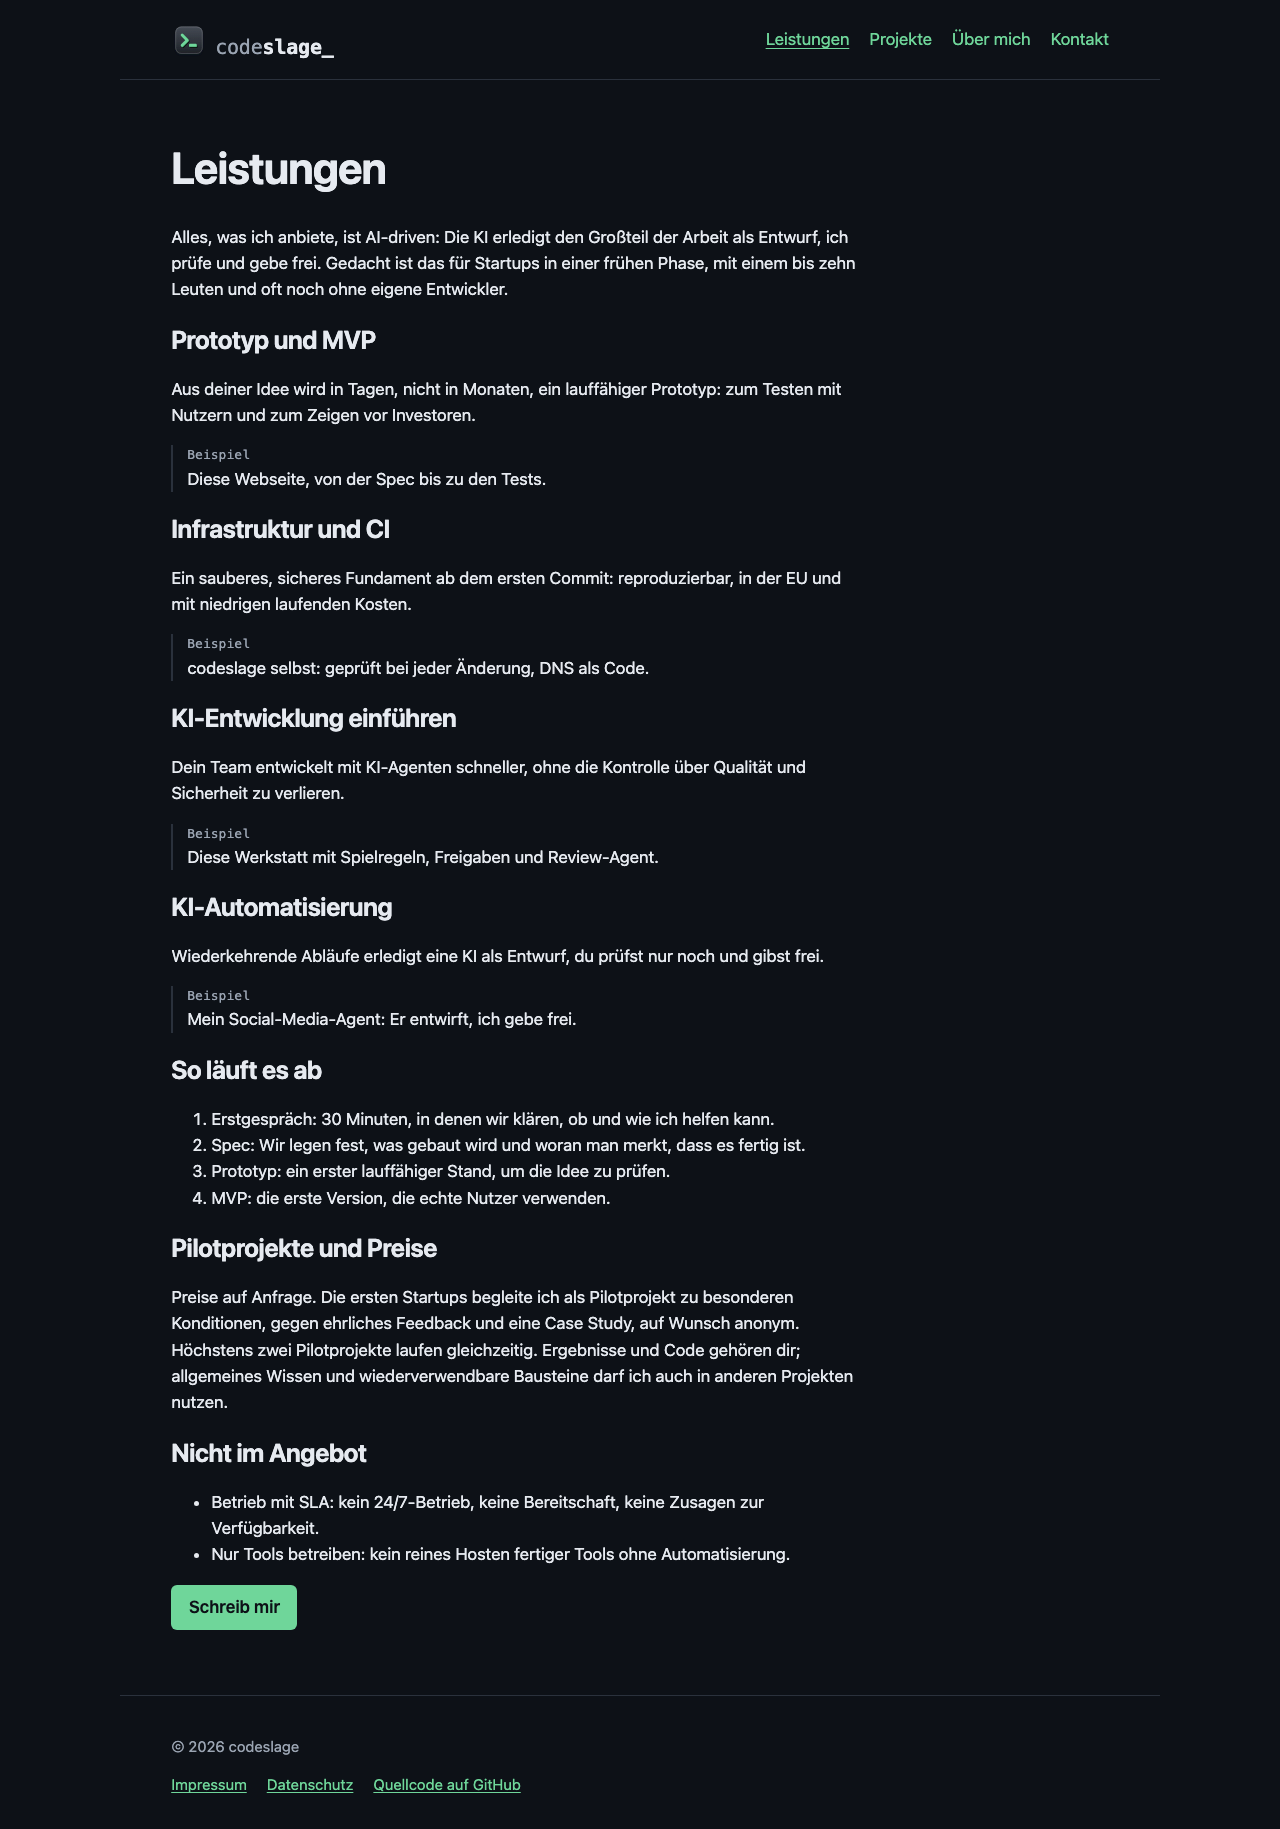 codeslage_
Leistungen Projekte Über mich Kontakt
Leistungen
Alles, was ich anbiete, ist AI-driven: Die KI erledigt den Großteil der Arbeit als Entwurf, ich
prüfe und gebe frei. Gedacht ist das für Startups in einer frühen Phase, mit einem bis zehn
Leuten und oft noch ohne eigene Entwickler.
Prototyp und MVP
Aus deiner Idee wird in Tagen, nicht in Monaten, ein lauffähiger Prototyp: zum Testen mit
Nutzern und zum Zeigen vor Investoren.
Beispiel
Diese Webseite, von der Spec bis zu den Tests.
Infrastruktur und CI
Ein sauberes, sicheres Fundament ab dem ersten Commit: reproduzierbar, in der EU und
mit niedrigen laufenden Kosten.
Beispiel
codeslage selbst: geprüft bei jeder Änderung, DNS als Code.
KI-Entwicklung einführen
Dein Team entwickelt mit KI-Agenten schneller, ohne die Kontrolle über Qualität und
Sicherheit zu verlieren.
Beispiel
Diese Werkstatt mit Spielregeln, Freigaben und Review-Agent.
KI-Automatisierung
Wiederkehrende Abläufe erledigt eine KI als Entwurf, du prüfst nur noch und gibst frei.
Beispiel
Mein Social-Media-Agent: Er entwirft, ich gebe frei.
So läuft es ab
1. Erstgespräch: 30 Minuten, in denen wir klären, ob und wie ich helfen kann.
2. Spec: Wir legen fest, was gebaut wird und woran man merkt, dass es fertig ist.
3. Prototyp: ein erster lauffähiger Stand, um die Idee zu prüfen.
4. MVP: die erste Version, die echte Nutzer verwenden.
Pilotprojekte und Preise
Preise auf Anfrage. Die ersten Startups begleite ich als Pilotprojekt zu besonderen
Konditionen, gegen ehrliches Feedback und eine Case Study, auf Wunsch anonym.
Höchstens zwei Pilotprojekte laufen gleichzeitig. Ergebnisse und Code gehören dir;
allgemeines Wissen und wiederverwendbare Bausteine darf ich auch in anderen Projekten
nutzen.
Nicht im Angebot
• Betrieb mit SLA: kein 24/7-Betrieb, keine Bereitschaft, keine Zusagen zur
Verfügbarkeit.
• Nur Tools betreiben: kein reines Hosten fertiger Tools ohne Automatisierung.
Schreib mir
© 2026 codeslage
Impressum Datenschutz Quellcode auf GitHub